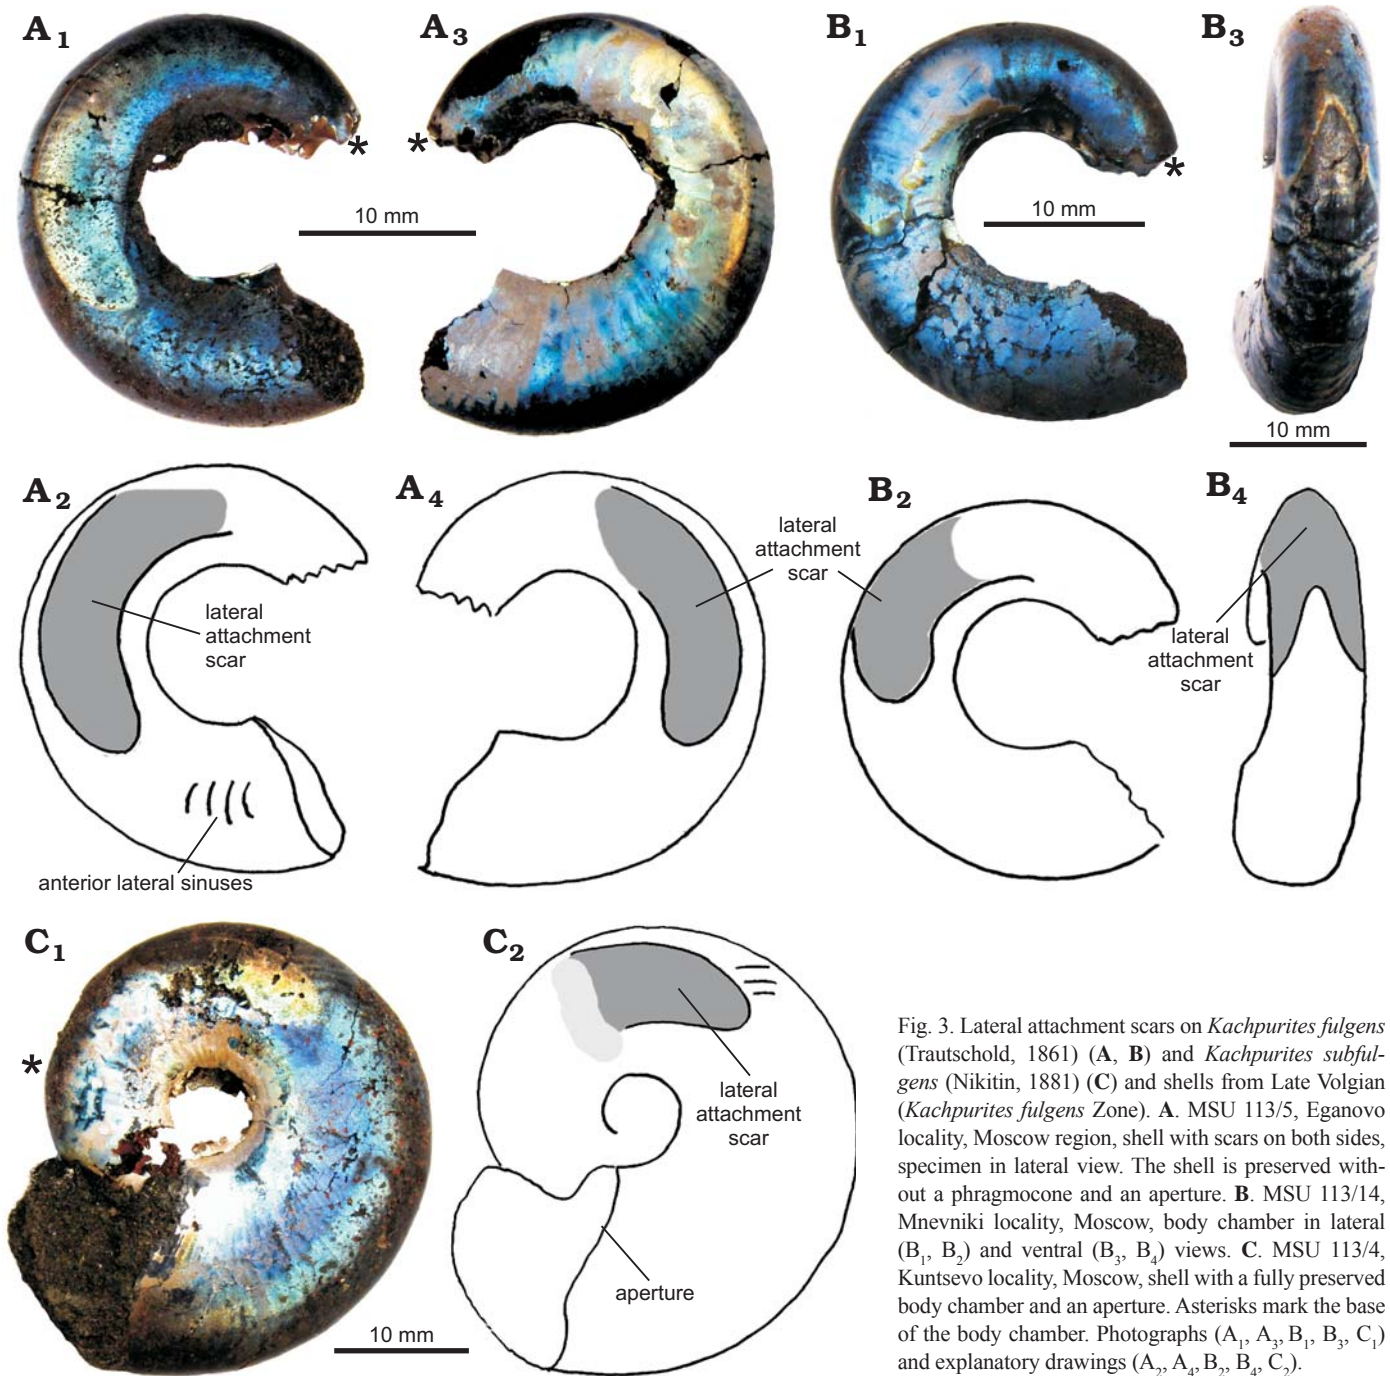 A1
A3
B1
B3
*
*
*
10 mm
10 mm
10 mm
A2
A4
B2
B4
lateral
attachment
scar
lateral
attachment
scar
lateral
attachment
scar
anterior lateral sinuses
C1
C2
*
lateral
attachment
scar
aperture
10 mm
Fig. 3. Lateral attachment scars on Kachpurites fulgens
(Trautschold, 1861) (A, B) and Kachpurites subful-
gens (Nikitin, 1881) (C) and shells from Late Volgian
(Kachpurites fulgens Zone). A. MSU 113/5, Eganovo
locality, Moscow region, shell with scars on both sides,
specimen in lateral view. The shell is preserved with-
out a phragmocone and an aperture. B. MSU 113/14,
Mnevniki locality, Moscow, body chamber in lateral
(B1, B2) and ventral (B3, B4) views. C. MSU 113/4,
Kuntsevo locality, Moscow, shell with a fully preserved
body chamber and an aperture. Asterisks mark the base
of the body chamber. Photographs (A1, A3, B1, B3, C1)
and explanatory drawings (A2, A4, B2, B4, C2).